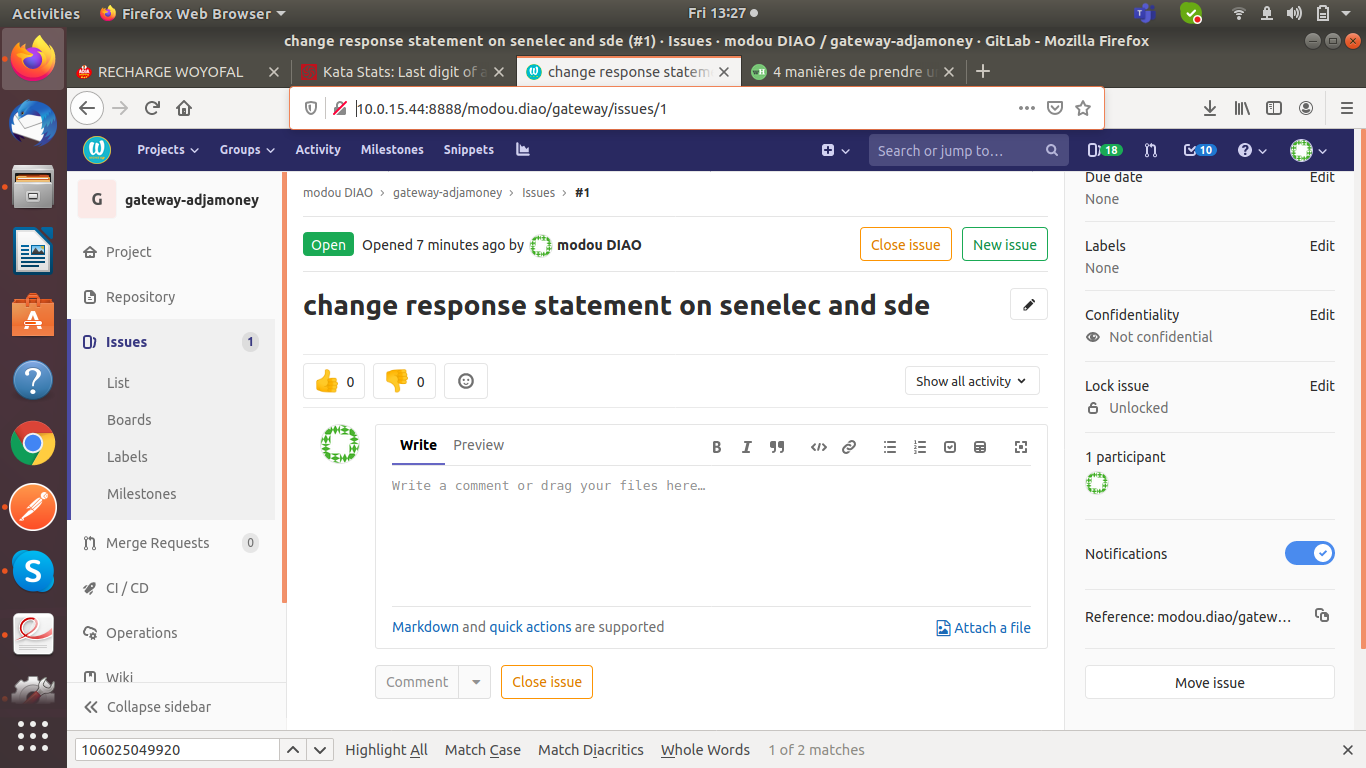 Activities Firefox Web Browser Fri 13:27
change response statement on senelec and sde (#1) · Issues · modou DIAO / gateway-adjamoney · GitLab - Mozilla Firefox
RECHARGE WOYOFAL Kata Stats: Last digit of a change response statem 4 manières de prendre u
10.0.15.44:8888/modou.diao/gateway/issues/1
Projects Groups Activity Milestones Snippets Search or jump to… 18 10
G gateway-adjamoney
Project
Repository
Issues 1
List
Boards
Labels
Milestones
Merge Requests 0
CI / CD
Operations
Wiki
Collapse sidebar
modou DIAO > gateway-adjamoney > Issues > #1
Open Opened 7 minutes ago by modou DIAO Close issue New issue
change response statement on senelec and sde
0 0 Show all activity
Write Preview
Write a comment or drag your files here…
Markdown and quick actions are supported Attach a file
Comment Close issue
Due date Edit
None
Labels Edit
None
Confidentiality Edit
Not confidential
Lock issue Edit
Unlocked
1 participant
Notifications
Reference: modou.diao/gatew…
Move issue
106025049920 Highlight All Match Case Match Diacritics Whole Words 1 of 2 matches